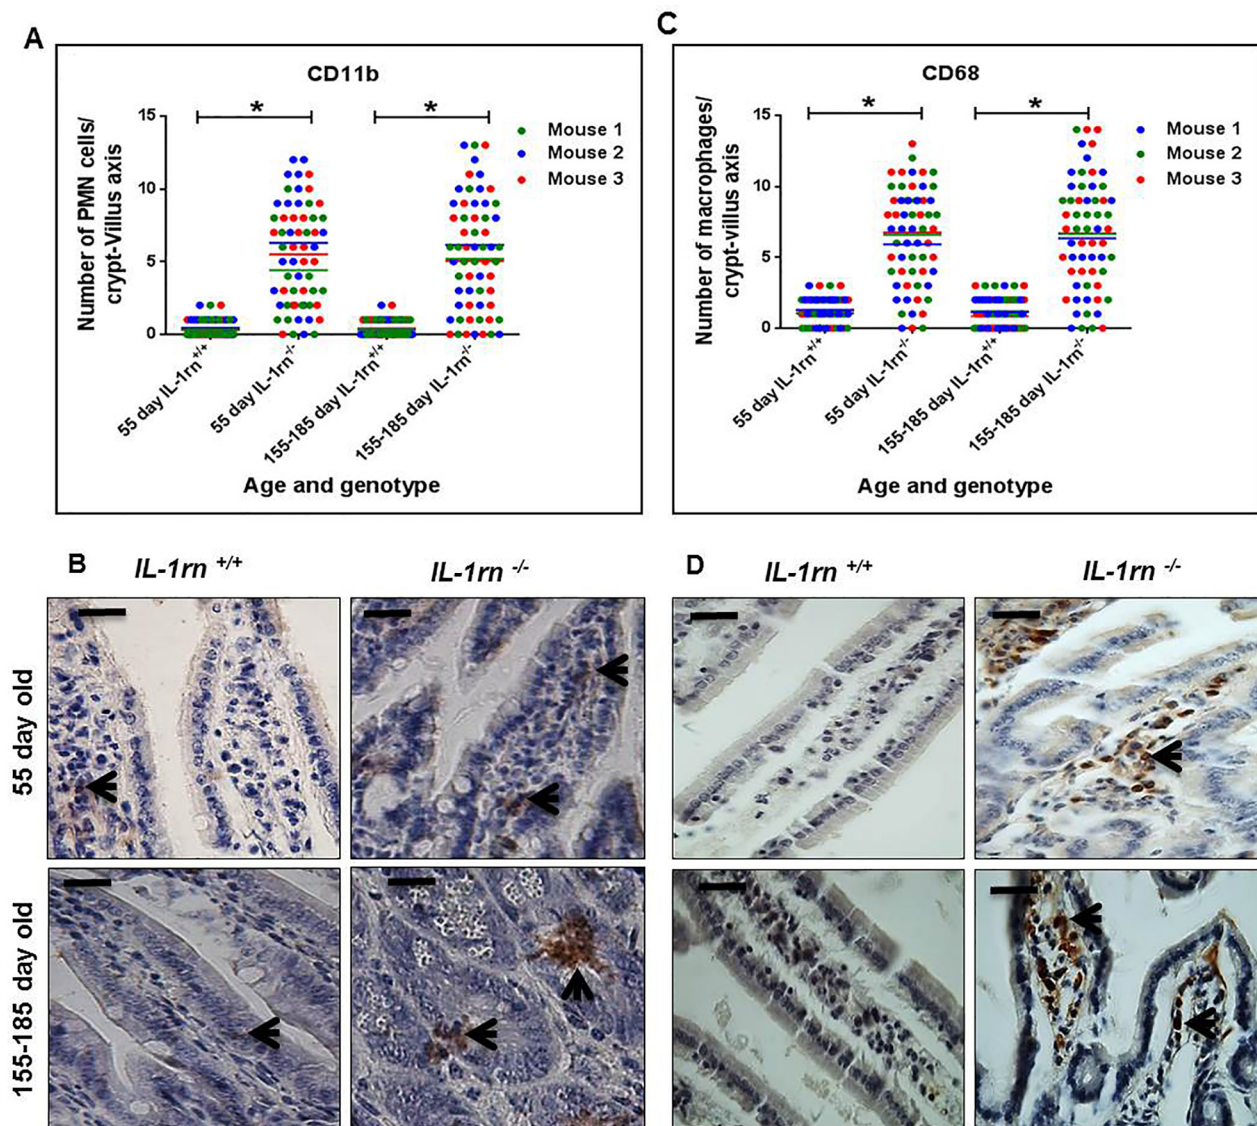 A
CD11b
Number of PMN cells/
crypt-Villus axis
15
10
5
0
*
*
Mouse 1
Mouse 2
Mouse 3
55 day IL-1rn+/+
55 day IL-1rn-/-
155-185 day IL-1rn+/+
155-185 day IL-1rn-/-
Age and genotype
C
CD68
Number of macrophages/
crypt-villus axis
15
10
5
0
*
*
Mouse 1
Mouse 2
Mouse 3
55 day IL-1rn+/+
55 day IL-1rn-/-
155-185 day IL-1rn+/+
155-185 day IL-1rn-/-
Age and genotype
B
IL-1rn +/+
IL-1rn -/-
55 day old
155-185 day old
D
IL-1rn +/+
IL-1rn -/-